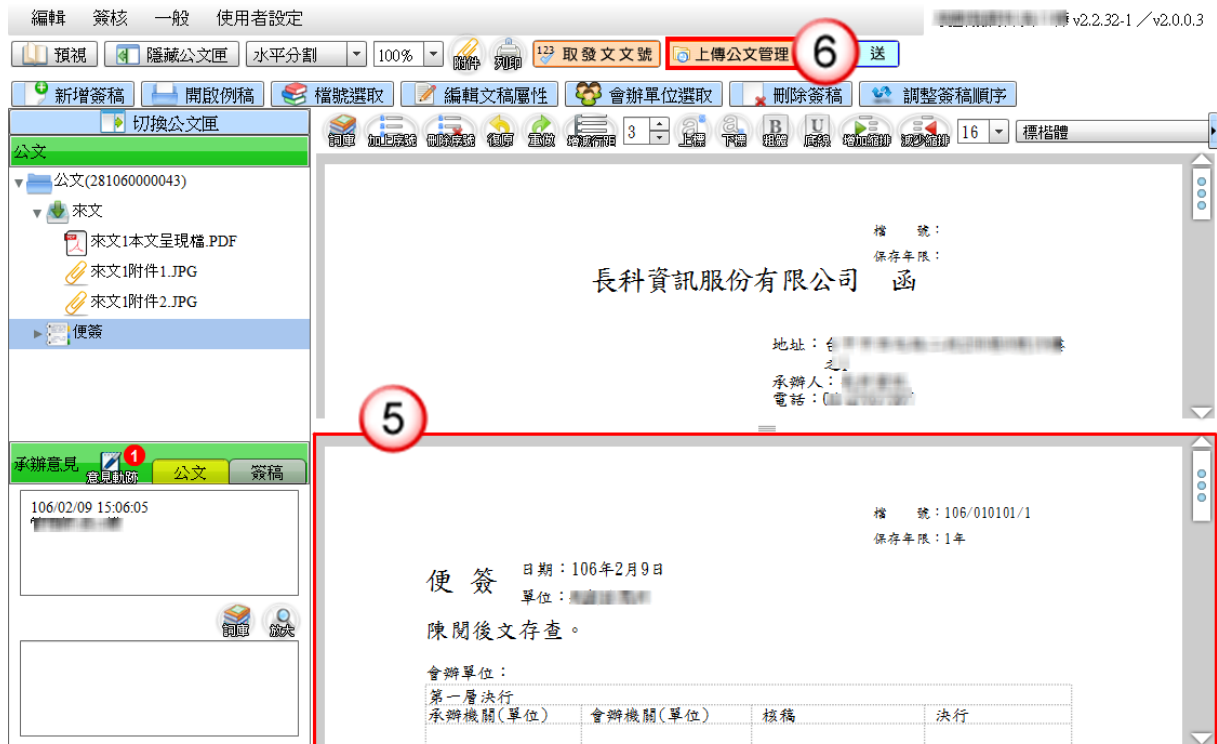 編輯 簽核 一般 使用者設定
v2.2.32-1／v2.0.0.3
預視 隱藏公文匣 水平分割 100% 附件 列印 123 取發文文號 上傳公文管理 6 送
新增簽稿 開啟例稿 檔號選取 編輯文稿屬性 會辦單位選取 刪除簽稿 調整簽稿順序
切換公文匣
詞庫 加上序號 刪除序號 復原 重做 增減行距 3 上標 下標 B 粗體 U 底線 增加縮排 減少縮排 16 標楷體
公文
公文(281060000043)
來文
來文1本文呈現檔.PDF
來文1附件1.JPG
來文1附件2.JPG
便簽
檔 號：
保存年限：
長科資訊服份有限公司 函
地址：
承辦人：
電話：
5
承辦意見 意見軌跡 1 公文 簽稿
106/02/09 15:06:05
詞庫 放大
檔 號：106/010101/1
保存年限：1年
便 簽
日期：106年2月9日
單位：
陳閱後文存查。
會辦單位：
第一層決行
承辦機關(單位) 會辦機關(單位) 核稿 決行